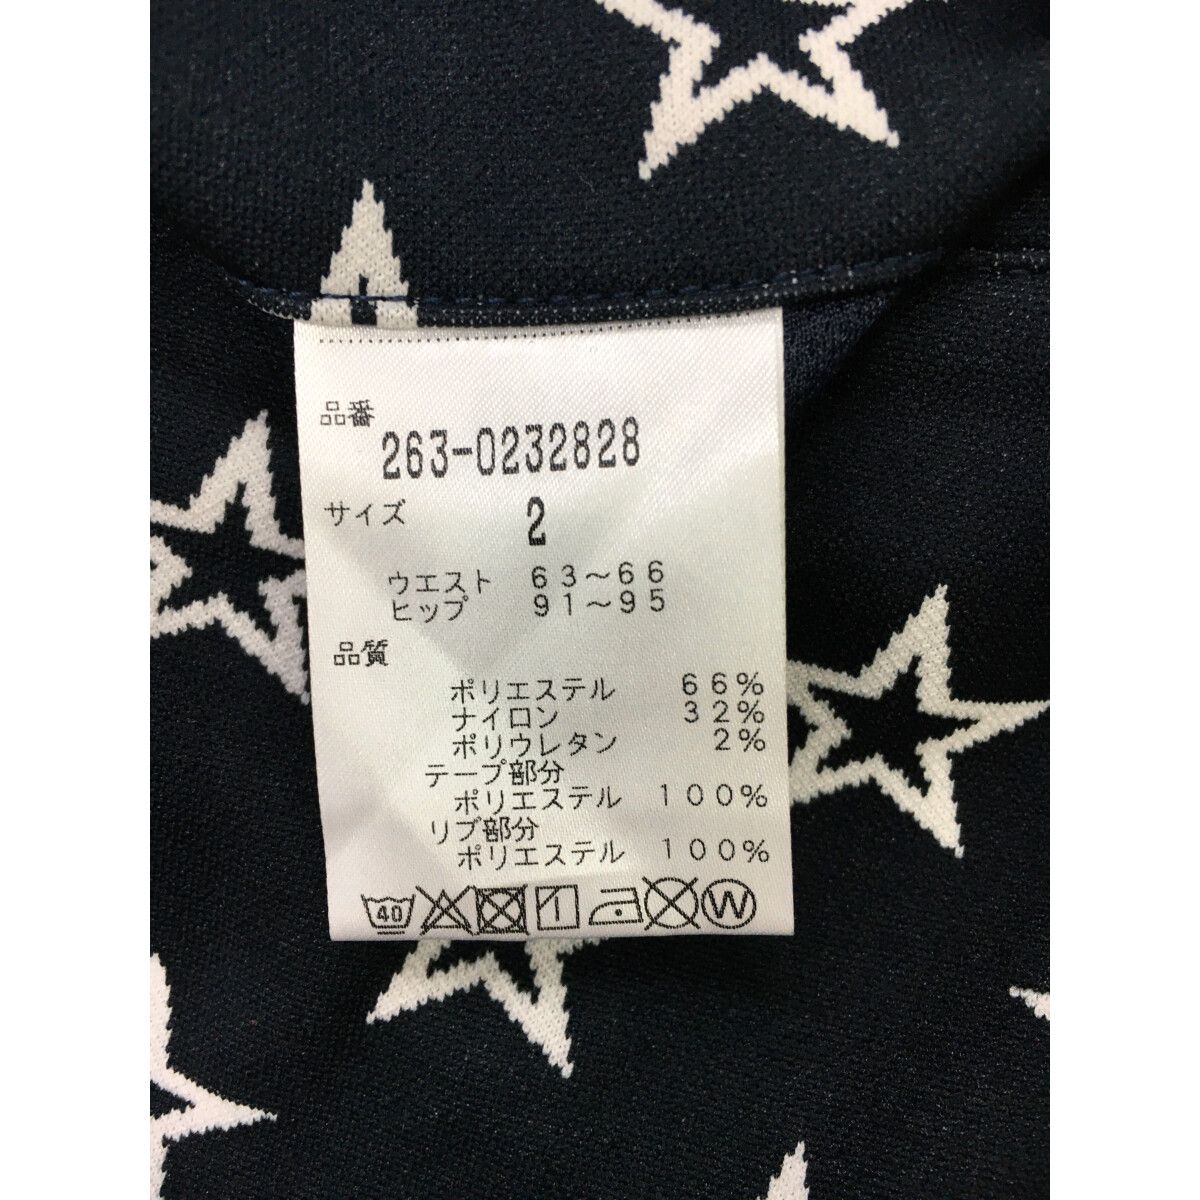 品番
263-0232828
サイズ 2
ウエスト 63~66
ヒップ 91~95
品質
ポリエステル 66%
ナイロン 32%
ポリウレタン 2%
テープ部分
ポリエステル 100%
リブ部分
ポリエステル 100%
40 1 W